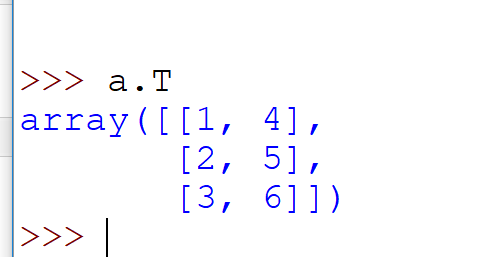 >>> a.T
array([[1, 4],
       [2, 5],
       [3, 6]])
>>>